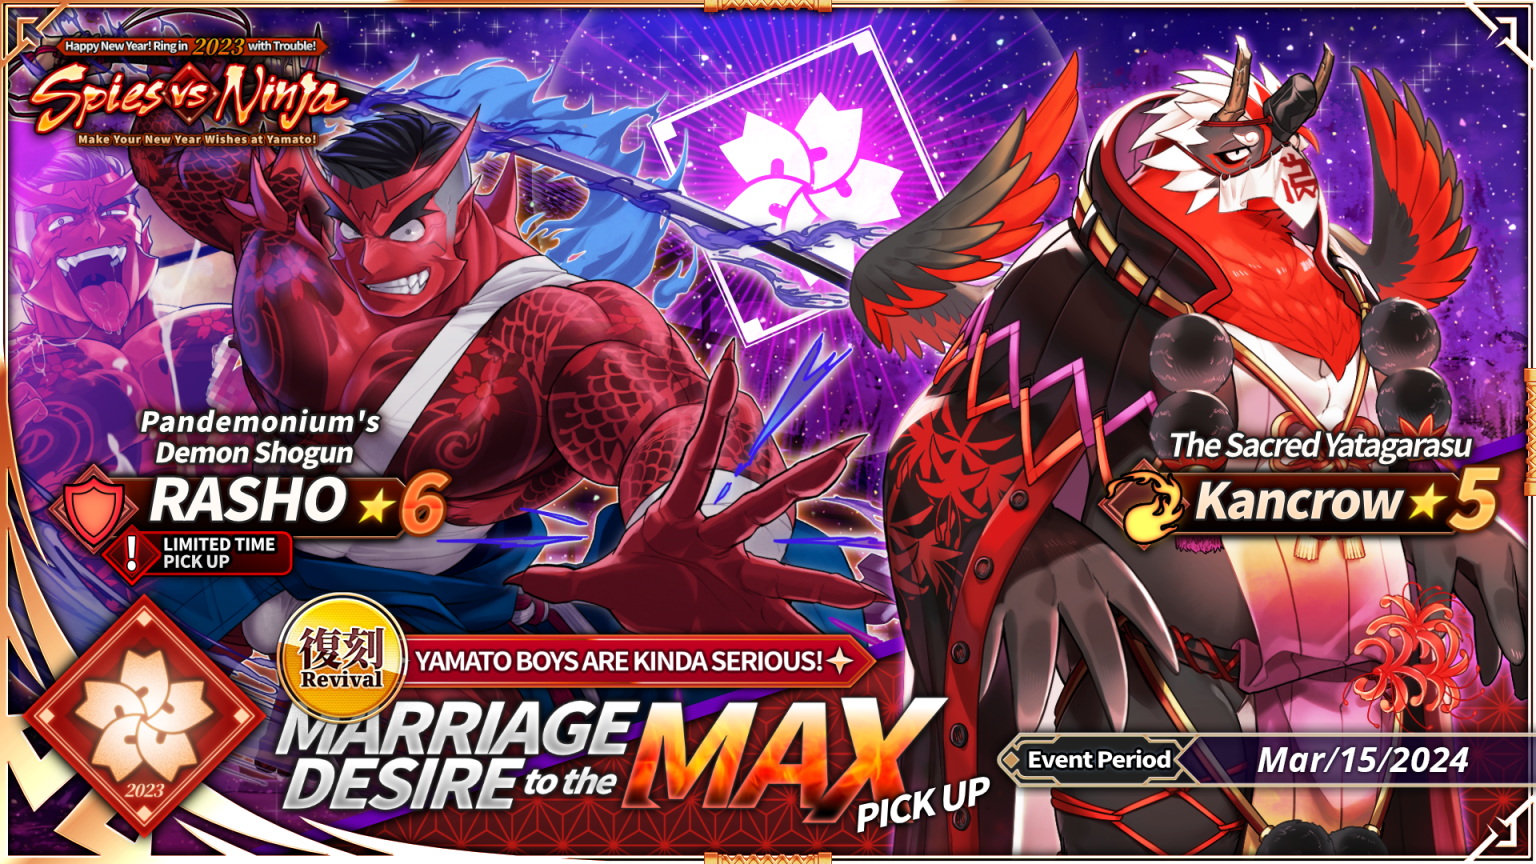 Happy New Year! Ring in 2023 with Trouble!
Spies vs Ninja
Make Your New Year Wishes at Yamato!
Pandemonium's
Demon Shogun
RASHO ★6
LIMITED TIME
PICK UP
The Sacred Yatagarasu
Kancrow ★5
復刻
Revival
YAMATO BOYS ARE KINDA SERIOUS!
MARRIAGE
DESIRE to the
MAX
PICK UP
2023
Event Period
Mar/15/2024